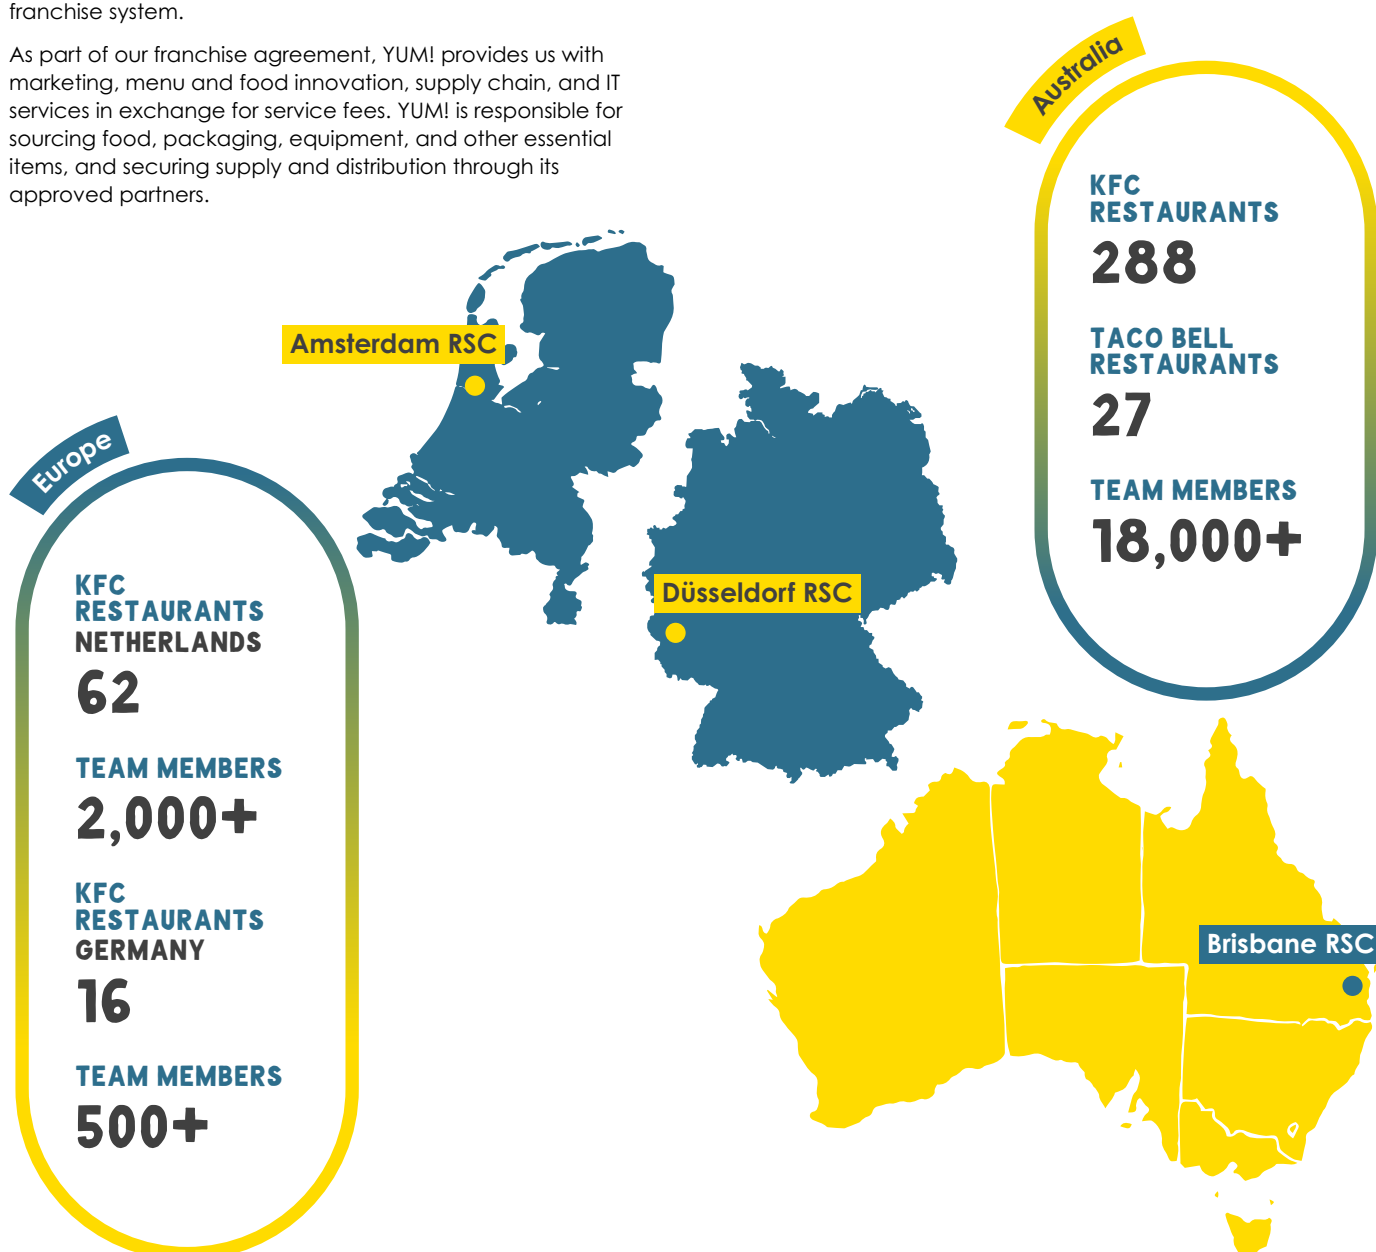 franchise system.
As part of our franchise agreement, YUM! provides us with
marketing, menu and food innovation, supply chain, and IT
services in exchange for service fees. YUM! is responsible for
sourcing food, packaging, equipment, and other essential
items, and securing supply and distribution through its
approved partners.
Australia
KFC
RESTAURANTS
288
TACO BELL
RESTAURANTS
27
TEAM MEMBERS
18,000+
Amsterdam RSC
Düsseldorf RSC
Europe
KFC
RESTAURANTS
NETHERLANDS
62
TEAM MEMBERS
2,000+
KFC
RESTAURANTS
GERMANY
16
TEAM MEMBERS
500+
Brisbane RSC